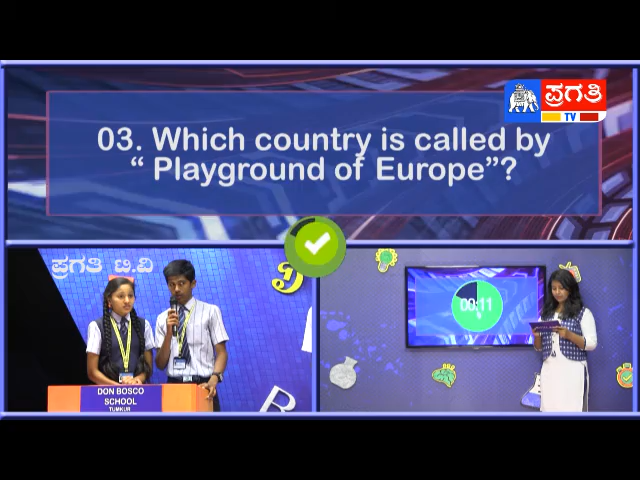 ಪ್ರಗತಿ
TV
03. Which country is called by
“ Playground of Europe”?
ಪ್ರಗತಿ ಟಿ.ವಿ
00:11
DON BOSCO
SCHOOL
TUMKUR
R